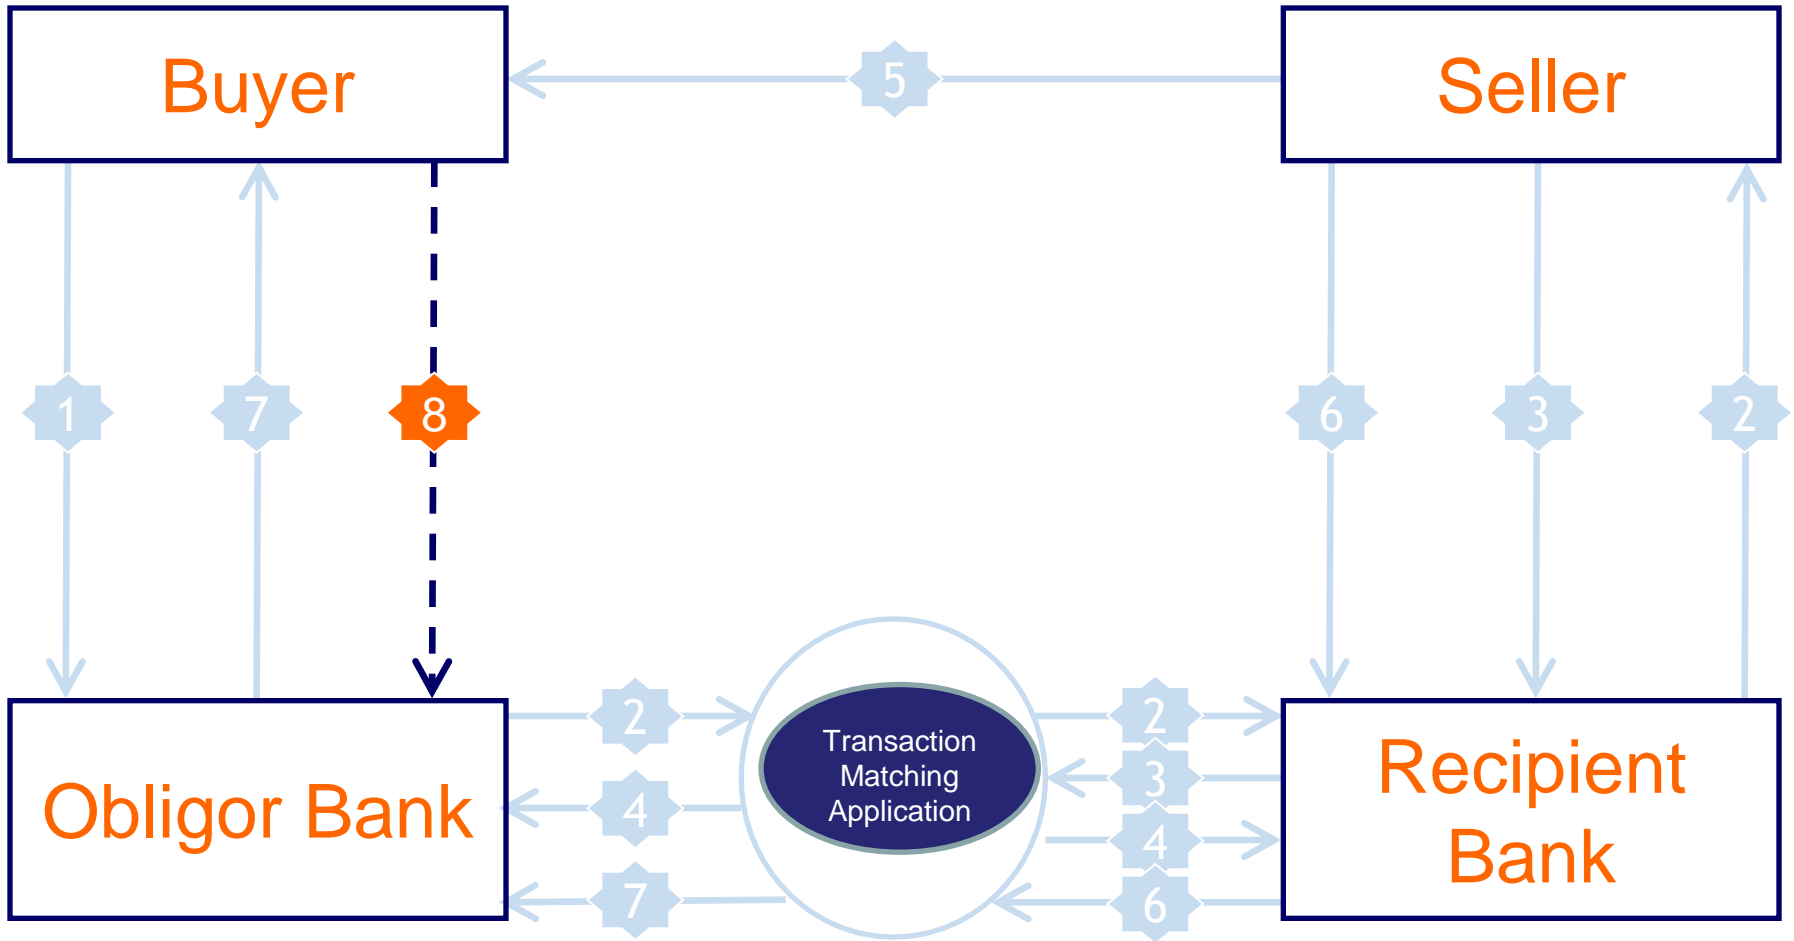 Buyer
5
Seller
1
7
8
6
3
2
2
4
7
Transaction
Matching
Application
2
3
4
6
Obligor Bank
Recipient
Bank